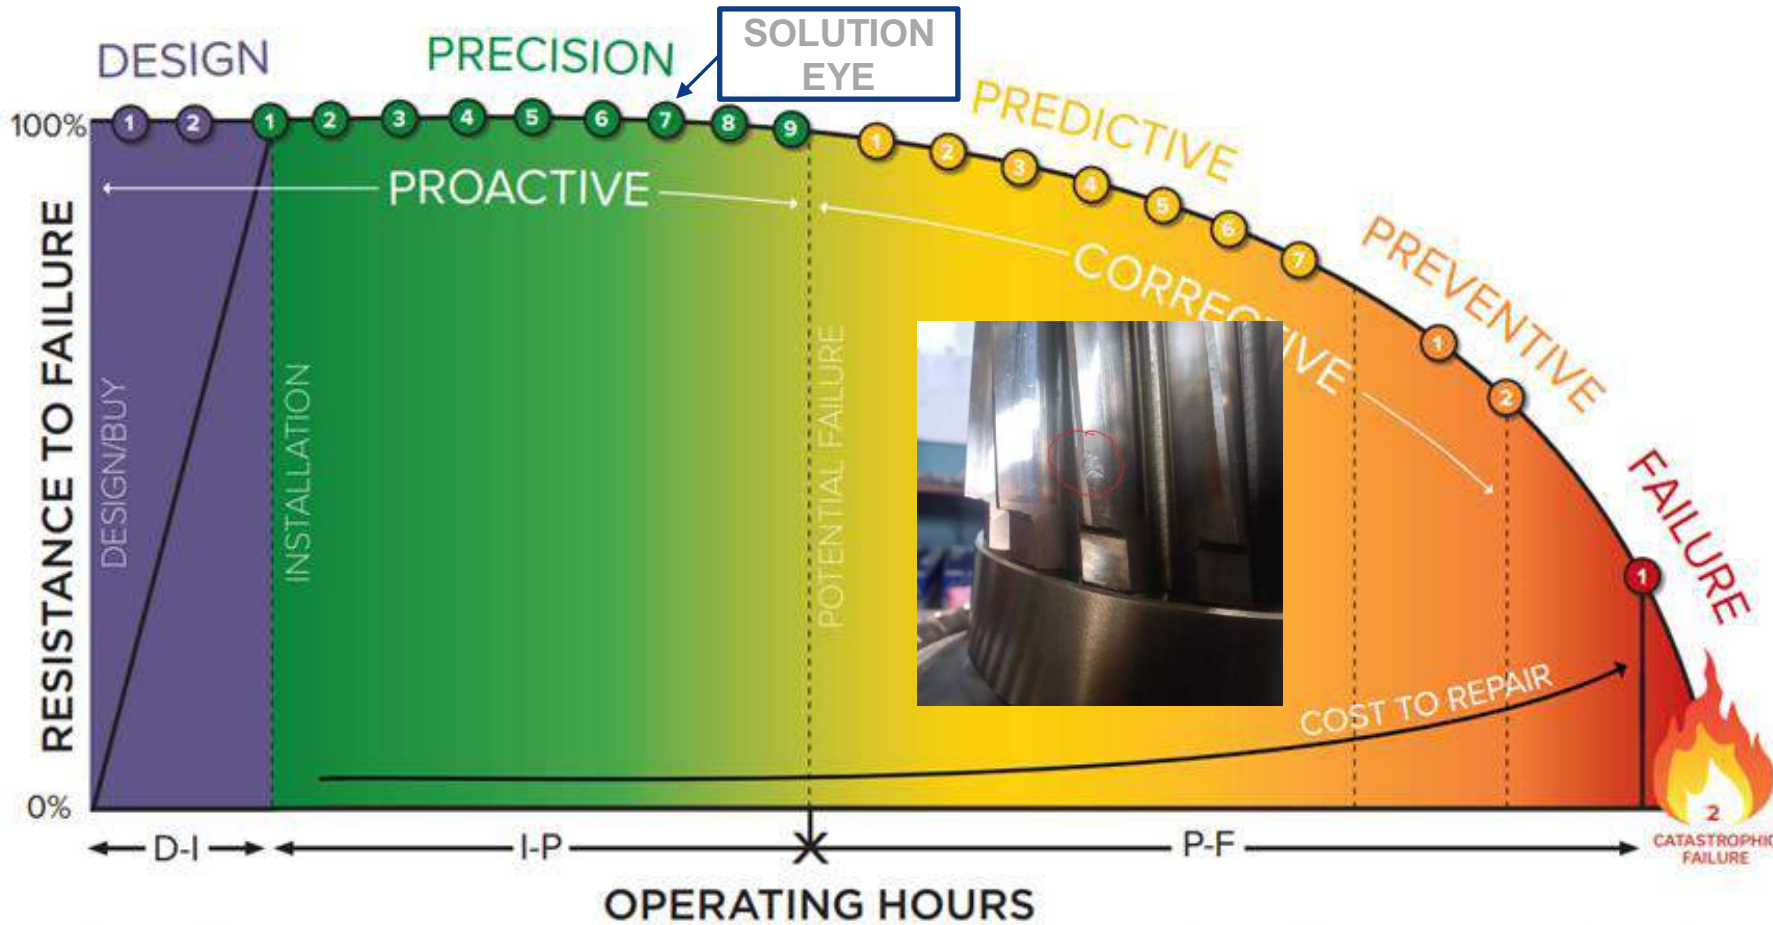 SOLUTION
EYE
DESIGN
PRECISION
PREDICTIVE
PREVENTIVE
FAILURE
100%
1 2 1 2 3 4 5 6 7 8 9 1 2 3 4 5 6 7 1 2 1
PROACTIVE
CORRECTIVE
RESISTANCE TO FAILURE
DESIGN/BUY
INSTALLATION
POTENTIAL FAILURE
COST TO REPAIR
0%
2
CATASTROPHIC
FAILURE
D-I
I-P
P-F
OPERATING HOURS